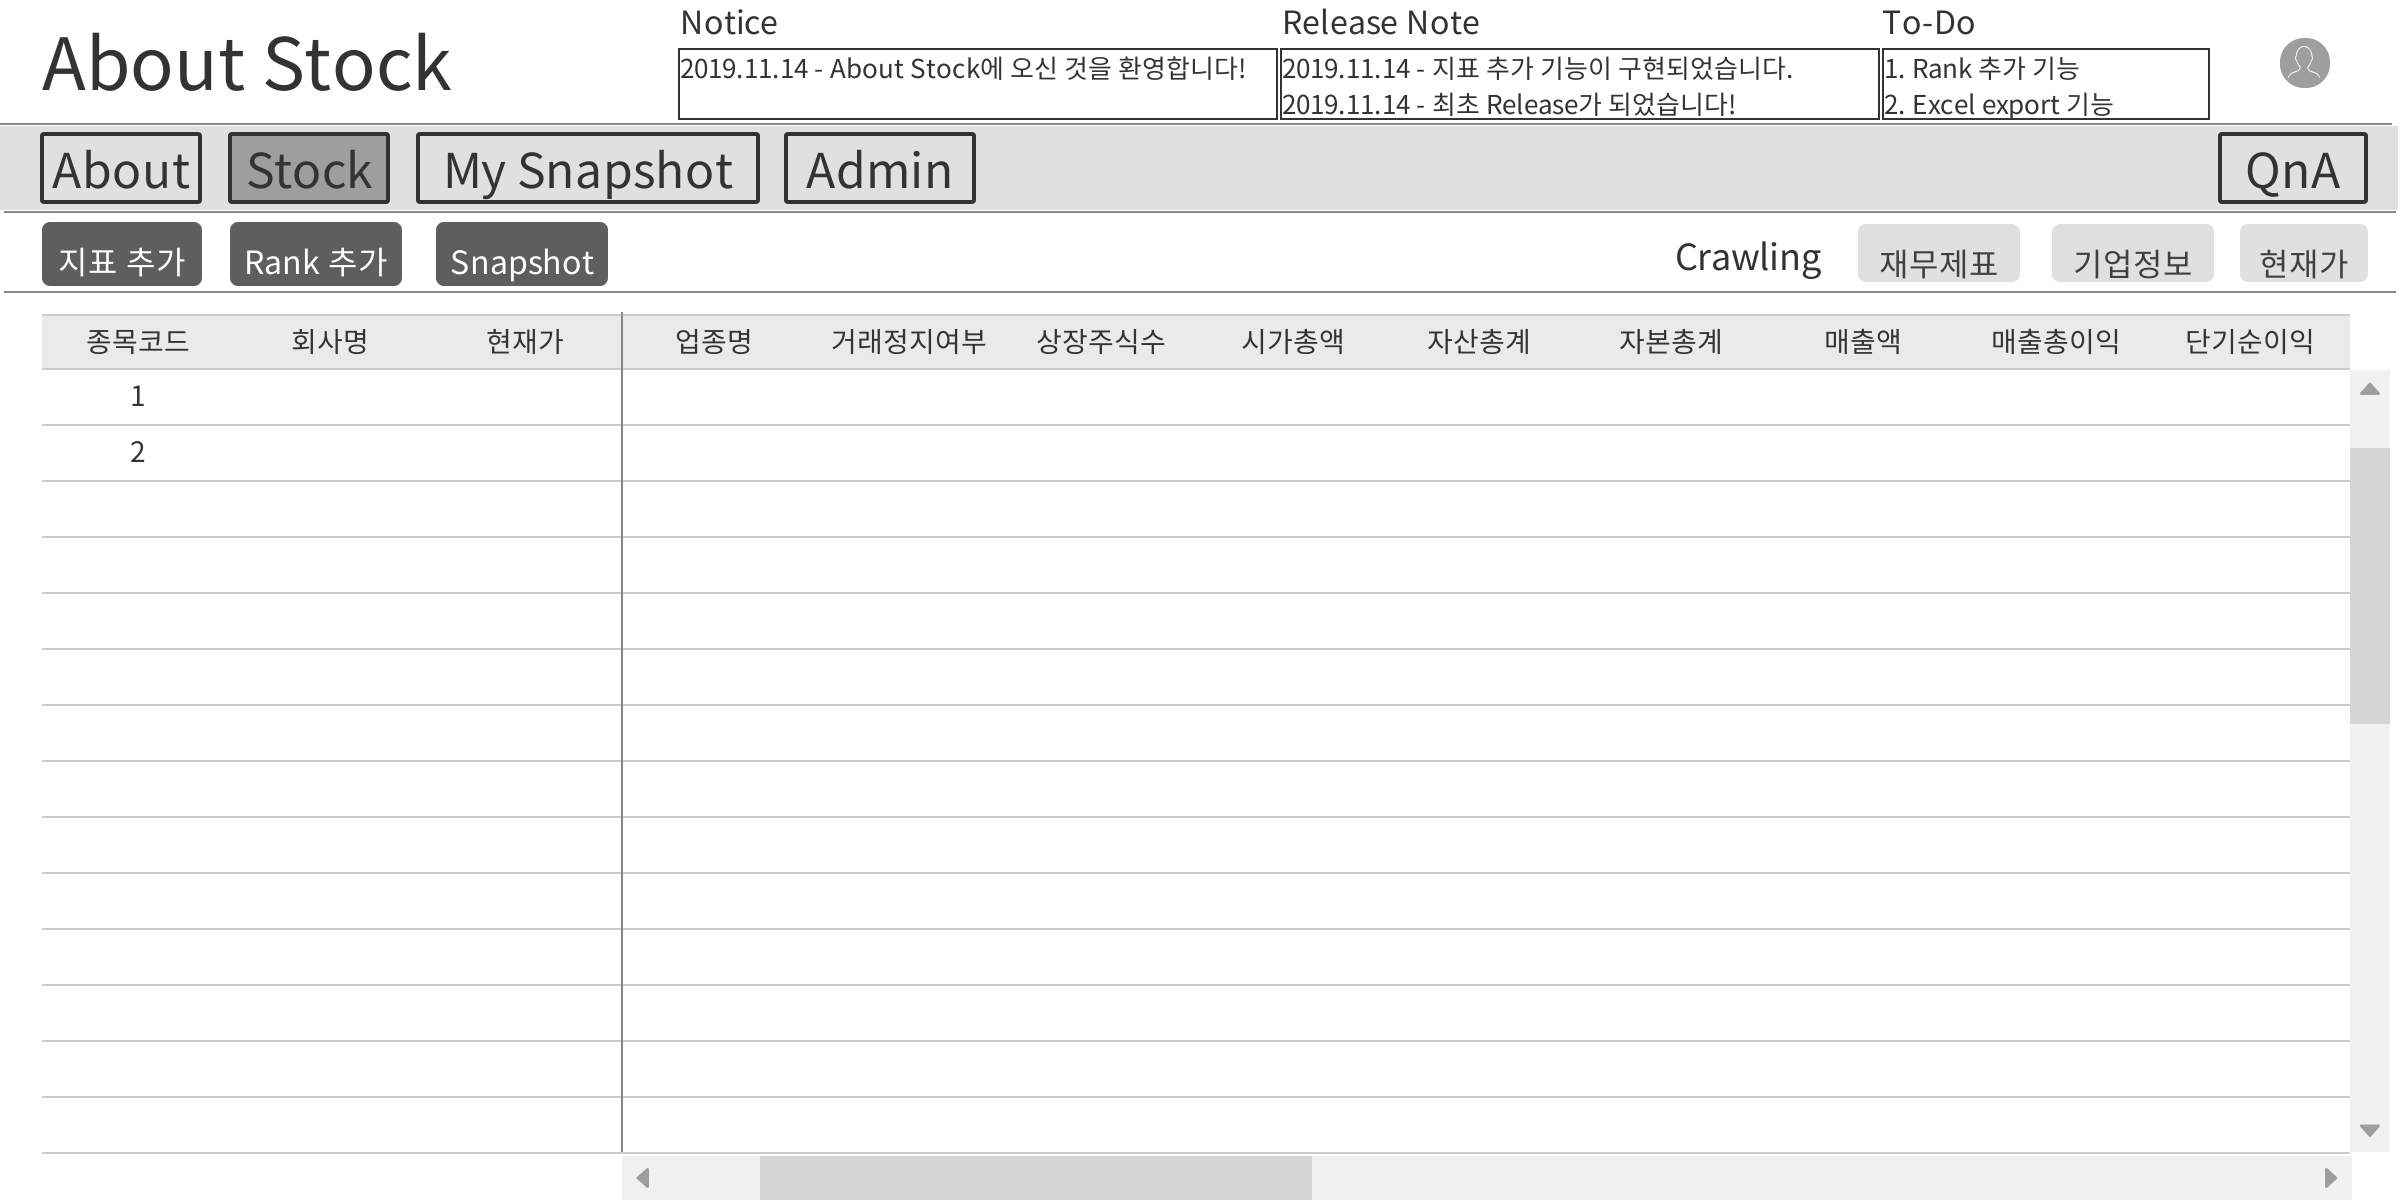 About Stock
Notice
2019.11.14 - About Stock에 오신 것을 환영합니다!
Release Note
2019.11.14 - 지표 추가 기능이 구현되었습니다.
2019.11.14 - 최초 Release가 되었습니다!
To-Do
1. Rank 추가 기능
2. Excel export 기능
About Stock My Snapshot Admin QnA
지표 추가 Rank 추가 Snapshot Crawling 재무제표 기업정보 현재가
종목코드 회사명 현재가 업종명 거래정지여부 상장주식수 시가총액 자산총계 자본총계 매출액 매출총이익 단기순이익
1
2